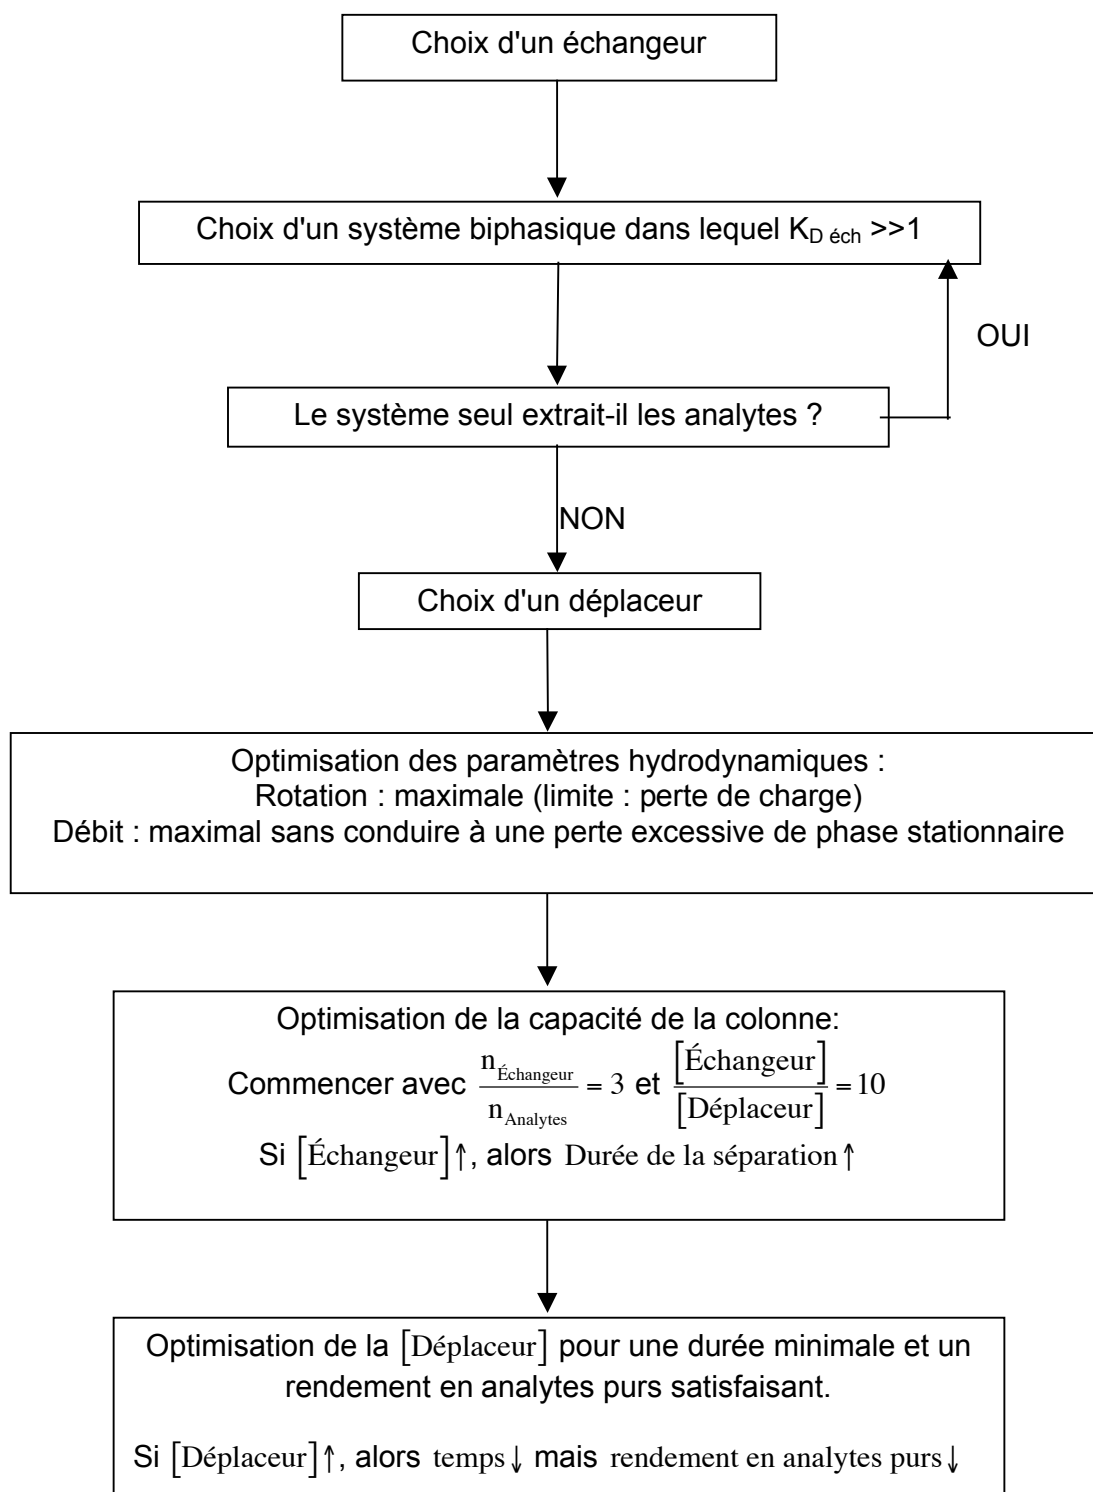 Choix d'un échangeur
Choix d'un système biphasique dans lequel K_D éch >>1
OUI
Le système seul extrait-il les analytes ?
NON
Choix d'un déplaceur
Optimisation des paramètres hydrodynamiques :
Rotation : maximale (limite : perte de charge)
Débit : maximal sans conduire à une perte excessive de phase stationnaire
Optimisation de la capacité de la colonne:
Commencer avec n_Échangeur / n_Analytes = 3 et [Échangeur] / [Déplaceur] = 10
Si [Échangeur]↑, alors Durée de la séparation↑
Optimisation de la [Déplaceur] pour une durée minimale et un
rendement en analytes purs satisfaisant.
Si [Déplaceur]↑, alors temps↓ mais rendement en analytes purs↓